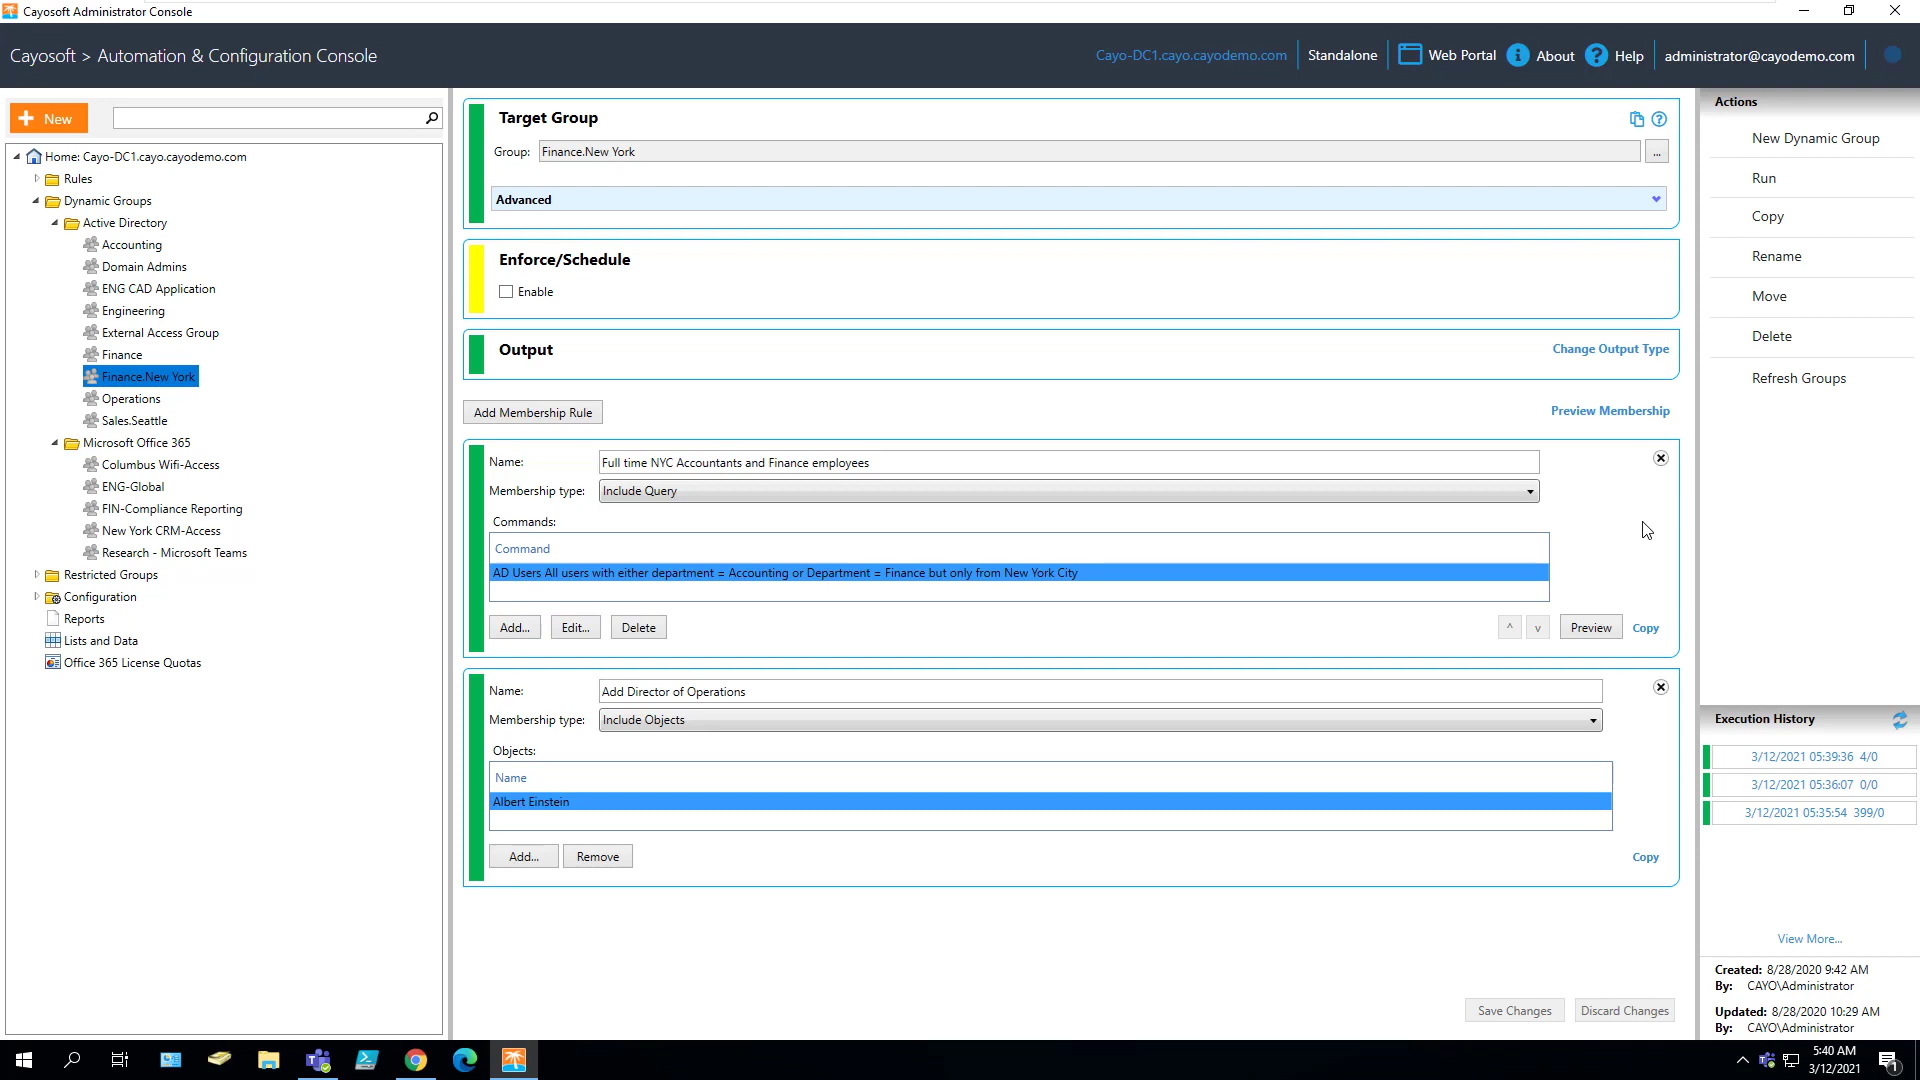 Cayosoft Administrator Console
Cayosoft > Automation & Configuration Console
Cayo-DC1.cayo.cayodemo.com
Standalone
Web Portal
About
Help
administrator@cayodemo.com
New
Home: Cayo-DC1.cayo.cayodemo.com
Rules
Dynamic Groups
Active Directory
Accounting
Domain Admins
ENG CAD Application
Engineering
External Access Group
Finance
Finance.New York
Operations
Sales.Seattle
Microsoft Office 365
Columbus Wifi-Access
ENG-Global
FIN-Compliance Reporting
New York CRM-Access
Research - Microsoft Teams
Restricted Groups
Configuration
Reports
Lists and Data
Office 365 License Quotas
Target Group
Group: Finance.New York ...
Advanced
Enforce/Schedule
Enable
Output
Change Output Type
Add Membership Rule
Preview Membership
Name: Full time NYC Accountants and Finance employees
Membership type: Include Query
Commands:
Command
AD Users All users with either department = Accounting or Department = Finance but only from New York City
Add... Edit... Delete ^ v Preview Copy
Name: Add Director of Operations
Membership type: Include Objects
Objects:
Name
Albert Einstein
Add... Remove Copy
Save Changes Discard Changes
Actions
New Dynamic Group
Run
Copy
Rename
Move
Delete
Refresh Groups
Execution History
3/12/2021 05:39:36 4/0
3/12/2021 05:36:07 0/0
3/12/2021 05:35:54 399/0
View More...
Created: 8/28/2020 9:42 AM
By: CAYO\Administrator
Updated: 8/28/2020 10:29 AM
By: CAYO\Administrator
5:40 AM
3/12/2021
1